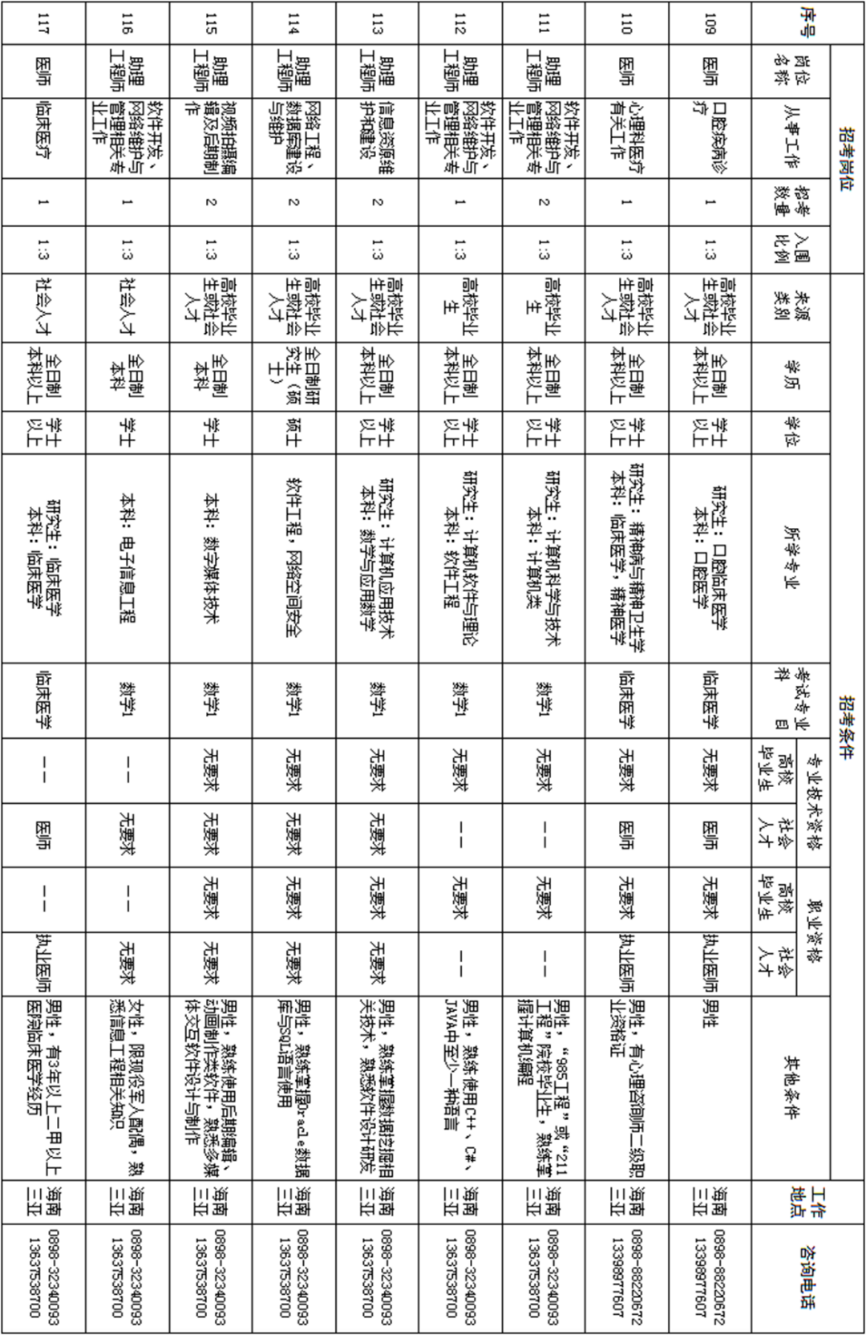 招考岗位
招考条件
工作
地点
咨询电话
序号
岗位
名称
从事工作
招考
数量
入围
比例
来源
类别
学历
学位
所学专业
考试专业
科 目
专业技术资格
职业资格
其他条件
高校
毕业生
社会
人才
高校
毕业生
社会
人才
109
医师
口腔疾病诊
疗
1
1:3
高校毕业
生或社会
人才
全日制
本科以上
学士
以上
研究生：口腔临床医学
本科：口腔医学
临床医学
无要求
医师
无要求
执业医师
男性
海南
三亚
0898-88220672
13398977607
110
医师
心理科医疗
有关工作
1
1:3
高校毕业
生或社会
人才
全日制
本科以上
学士
以上
研究生：精神病与精神卫生学
本科：临床医学，精神医学
临床医学
无要求
医师
无要求
执业医师
男性，有心理咨询师二级职
业资格证
海南
三亚
0898-88220672
13398977607
111
助理
工程师
软件开发、
网络维护与
管理相关专
业工作
2
1:3
高校毕业
生
全日制
本科以上
学士
以上
研究生：计算机科学与技术
本科：计算机类
数学1
无要求
——
无要求
——
男性，“985工程”或“211
工程”院校毕业生，熟练掌
握计算机编程
海南
三亚
0898-32340093
13637538700
112
助理
工程师
软件开发、
网络维护与
管理相关专
业工作
1
1:3
高校毕业
生
全日制
本科以上
学士
以上
研究生：计算机软件与理论
本科：软件工程
数学1
无要求
——
无要求
——
男性，熟练使用C++、C#、
JAVA中至少一种语言
海南
三亚
0898-32340093
13637538700
113
助理
工程师
信息资源维
护和建设
2
1:3
高校毕业
生或社会
人才
全日制
本科以上
学士
以上
研究生：计算机应用技术
本科：数学与应用数学
数学1
无要求
无要求
无要求
无要求
男性，熟练掌握数据挖掘相
关技术，熟悉软件设计研发
海南
三亚
0898-32340093
13637538700
114
助理
工程师
网络工程、
数据库建设
与维护
2
1:3
高校毕业
生或社会
人才
全日制研
究生（硕
士）
硕士
软件工程，网络空间安全
数学1
无要求
无要求
无要求
无要求
男性，熟练掌握Oracle数据
库与SQL语言使用
海南
三亚
0898-32340093
13637538700
115
助理
工程师
视频拍摄编
辑及后期制
作
2
1:3
高校毕业
生或社会
人才
全日制
本科
学士
本科：数字媒体技术
数学1
无要求
无要求
无要求
无要求
男性，熟练使用后期编辑、
动画制作类软件，熟悉多媒
体交互软件设计与制作
海南
三亚
0898-32340093
13637538700
116
助理
工程师
软件开发、
网络维护与
管理相关专
业工作
1
1:3
社会人才
全日制
本科
学士
本科：电子信息工程
数学1
——
无要求
——
无要求
女性，限现役军人配偶，熟
悉信息工程相关知识
海南
三亚
0898-32340093
13637538700
117
医师
临床医疗
1
1:3
社会人才
全日制
本科以上
学士
以上
研究生：临床医学
本科：临床医学
临床医学
——
医师
——
执业医师
男性，有3年以上二甲以上
医院临床医学经历
海南
三亚
0898-32340093
13637538700